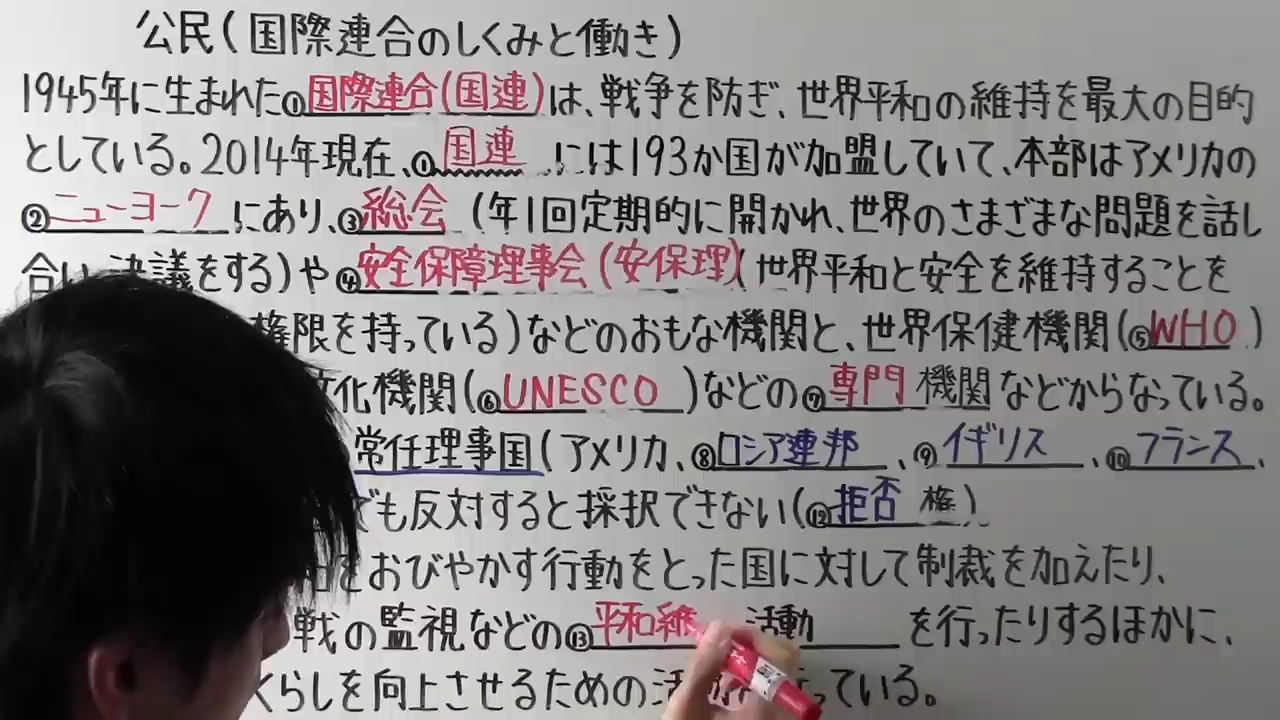 公民(国際連合のしくみと働き)
1945年に生まれた①国際連合(国連)は、戦争を防ぎ、世界平和の維持を最大の目的
としている。2014年現在、①国連には193か国が加盟していて、本部はアメリカの
②ニューヨークにあり、③総会(年1回定期的に開かれ、世界のさまざまな問題を話し
合い、決議をする)や④安全保障理事会(安保理)(世界平和と安全を維持することを
権限を持っている)などのおもな機関と、世界保健機関(⑤WHO)
文化機関(⑥UNESCO)などの⑦専門機関などからなっている。
常任理事国(アメリカ、⑧ロシア連邦、⑨イギリス、⑩フランス、
でも反対すると採択できない(⑫拒否権)
をおびやかす行動をとった国に対して制裁を加えたり、
戦の監視などの⑬平和維活動を行ったりするほかに、
くらしを向上させるための活っている。